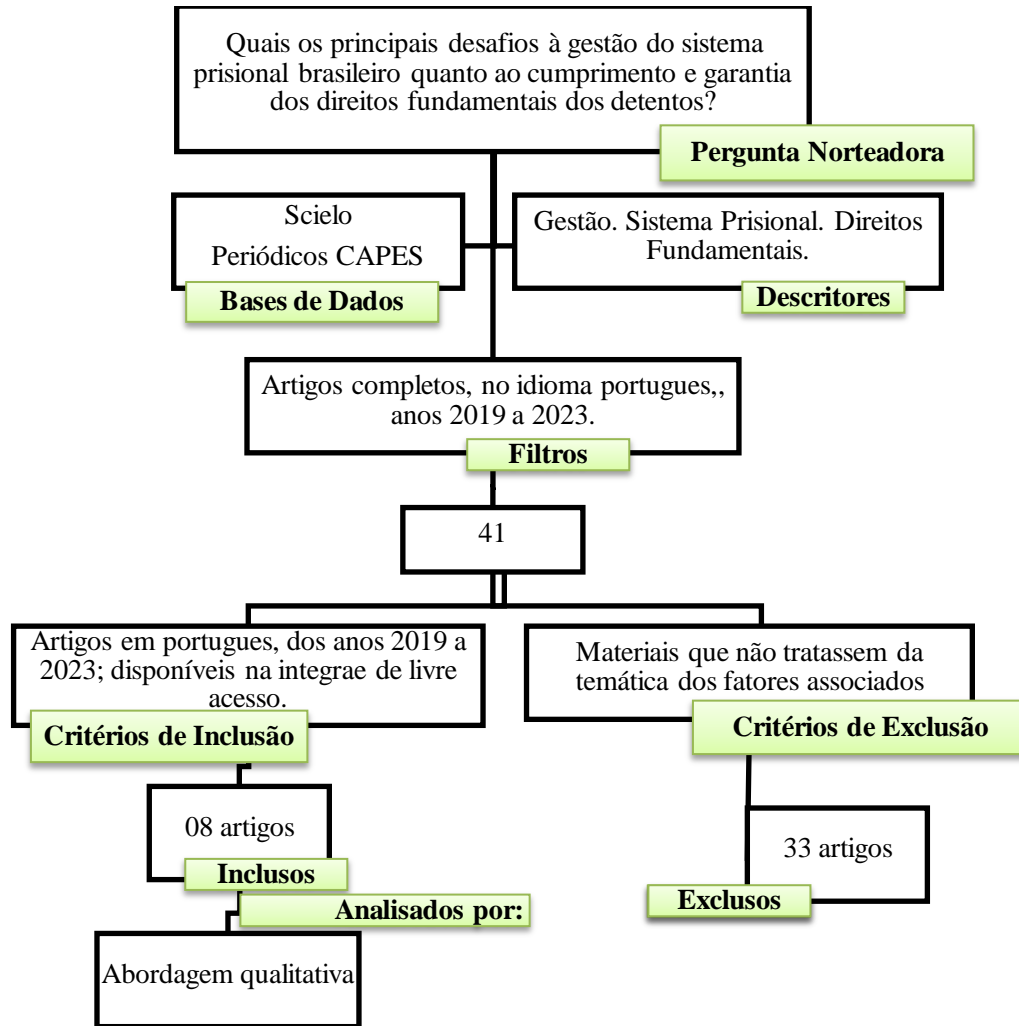 Quais os principais desafios à gestão do sistema
prisional brasileiro quanto ao cumprimento e garantia
dos direitos fundamentais dos detentos?
Pergunta Norteadora
Scielo
Periódicos CAPES
Bases de Dados
Gestão. Sistema Prisional. Direitos
Fundamentais.
Descritores
Artigos completos, no idioma portugues,,
anos 2019 a 2023.
Filtros
41
Artigos em portugues, dos anos 2019 a
2023; disponíveis na integrae de livre
acesso.
Critérios de Inclusão
Materiais que não tratassem da
temática dos fatores associados
Critérios de Exclusão
08 artigos
Inclusos
33 artigos
Exclusos
Analisados por:
Abordagem qualitativa